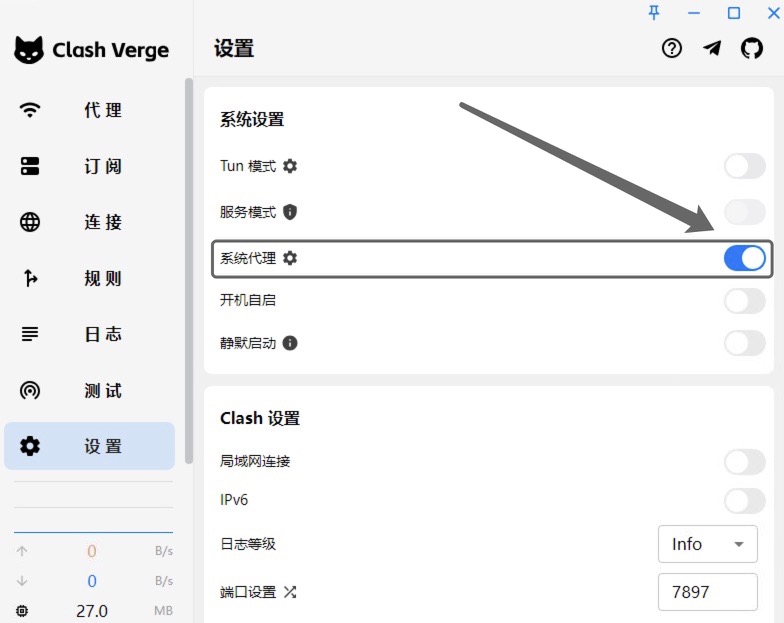 Clash Verge
代 理
订 阅
连 接
规 则
日 志
测 试
设 置
0 B/s
0 B/s
27.0 MB
设置
系统设置
Tun 模式
服务模式
系统代理
开机自启
静默启动
Clash 设置
局域网连接
IPv6
日志等级 Info
端口设置 7897